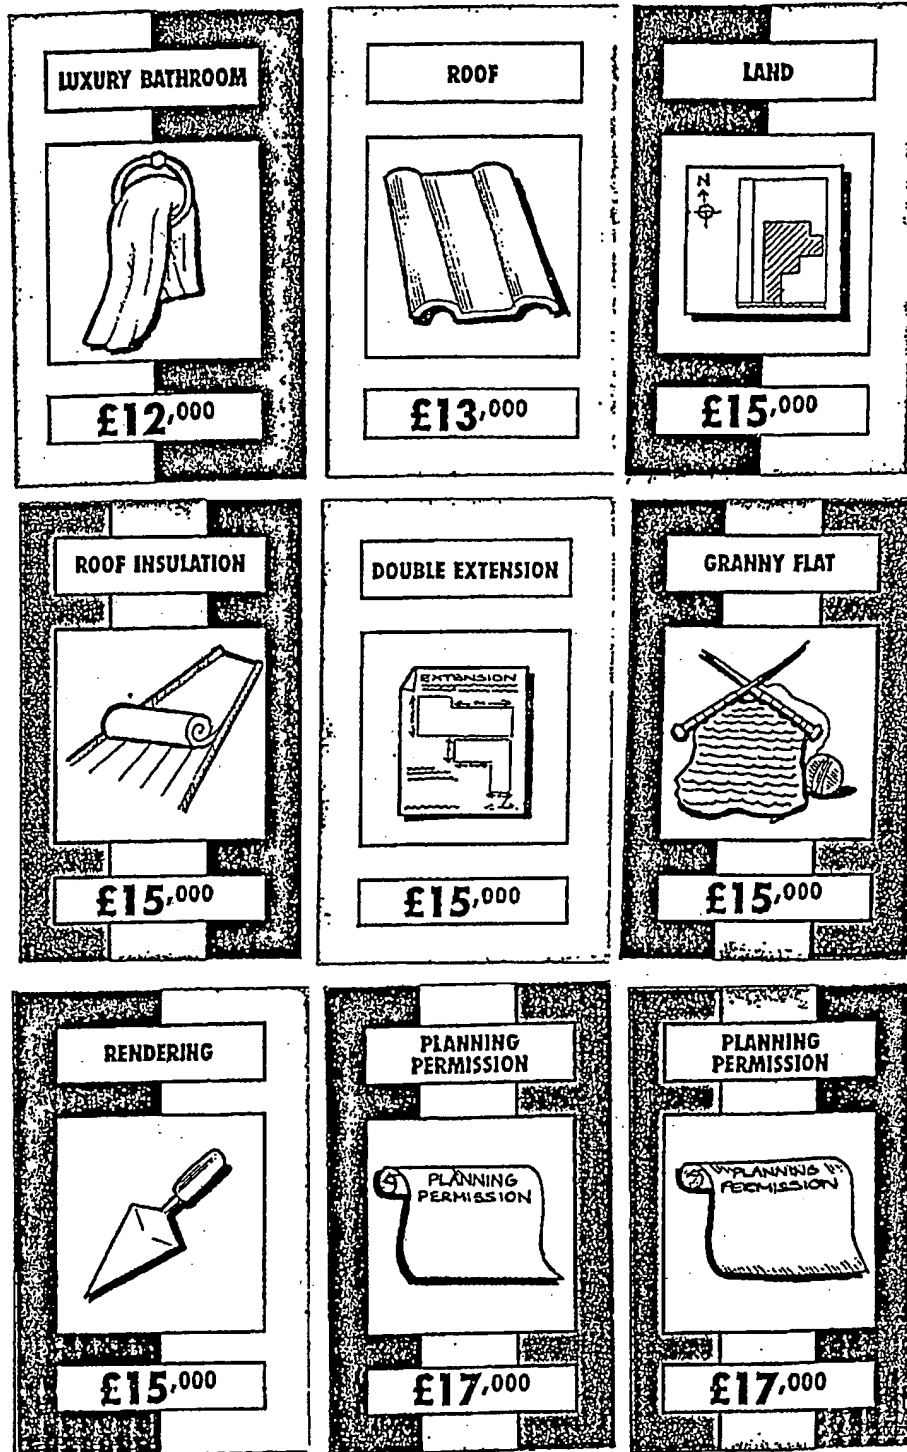 LUXURY BATHROOM
£12,000
ROOF
£13,000
LAND
N
£15,000
ROOF INSULATION
£15,000
DOUBLE EXTENSION
EXTENSION
£15,000
GRANNY FLAT
£15,000
RENDERING
£15,000
PLANNING
PERMISSION
PLANNING
PERMISSION
£17,000
PLANNING
PERMISSION
PLANNING
PERMISSION
£17,000